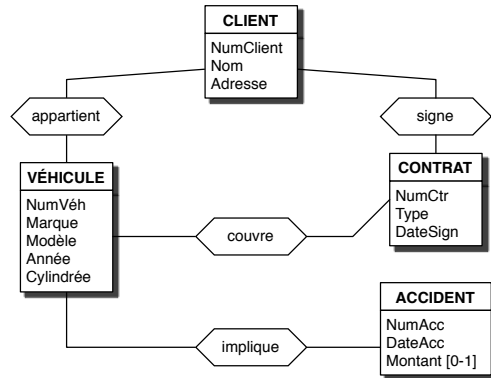 CLIENT
NumClient
Nom
Adresse
appartient
signe
VÉHICULE
NumVéh
Marque
Modèle
Année
Cylindrée
couvre
CONTRAT
NumCtr
Type
DateSign
implique
ACCIDENT
NumAcc
DateAcc
Montant [0-1]